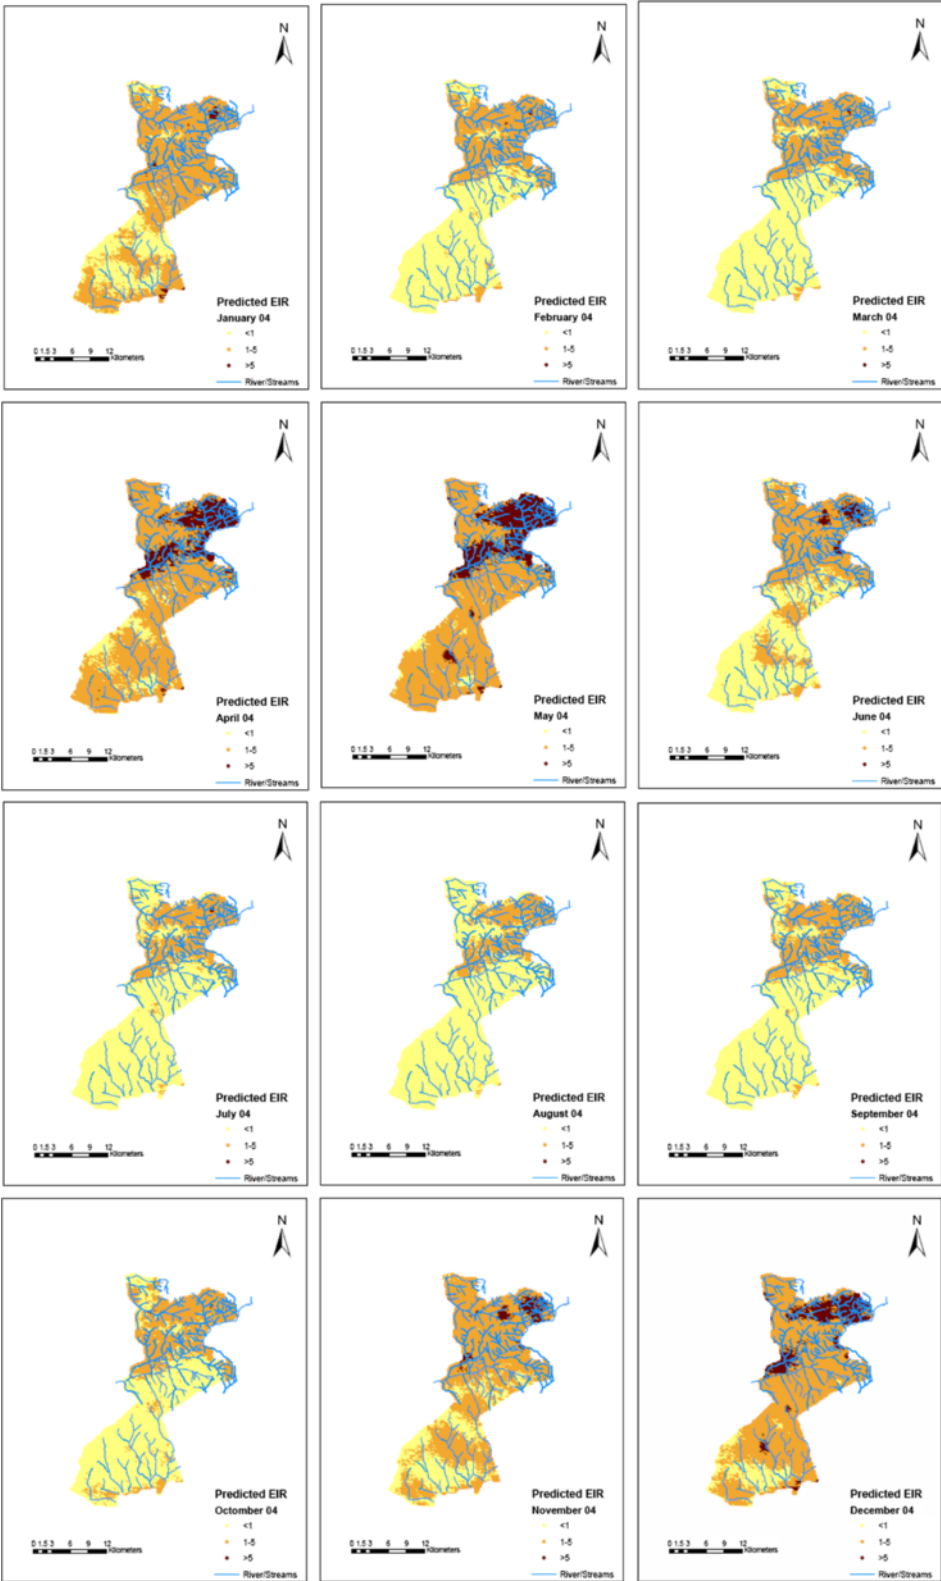 N
Predicted EIR
January 04
<1
1-5
>5
River/Streams
0 1.5 3 6 9 12
Kilometers
N
Predicted EIR
February 04
<1
1-5
>5
River/Streams
0 1.5 3 6 9 12
Kilometers
N
Predicted EIR
March 04
<1
1-5
>5
River/Streams
0 1.5 3 6 9 12
Kilometers
N
Predicted EIR
April 04
<1
1-5
>5
River/Streams
0 1.5 3 6 9 12
Kilometers
N
Predicted EIR
May 04
<1
1-5
>5
River/Streams
0 1.5 3 6 9 12
Kilometers
N
Predicted EIR
June 04
<1
1-5
>5
River/Streams
0 1.5 3 6 9 12
Kilometers
N
Predicted EIR
July 04
<1
1-5
>5
River/Streams
0 1.5 3 6 9 12
Kilometers
N
Predicted EIR
August 04
<1
1-5
>5
River/Streams
0 1.5 3 6 9 12
Kilometers
N
Predicted EIR
September 04
<1
1-5
>5
River/Streams
0 1.5 3 6 9 12
Kilometers
N
Predicted EIR
Octomber 04
<1
1-5
>5
River/Streams
0 1.5 3 6 9 12
Kilometers
N
Predicted EIR
November 04
<1
1-5
>5
River/Streams
0 1.5 3 6 9 12
Kilometers
N
Predicted EIR
December 04
<1
1-5
>5
River/Streams
0 1.5 3 6 9 12
Kilometers